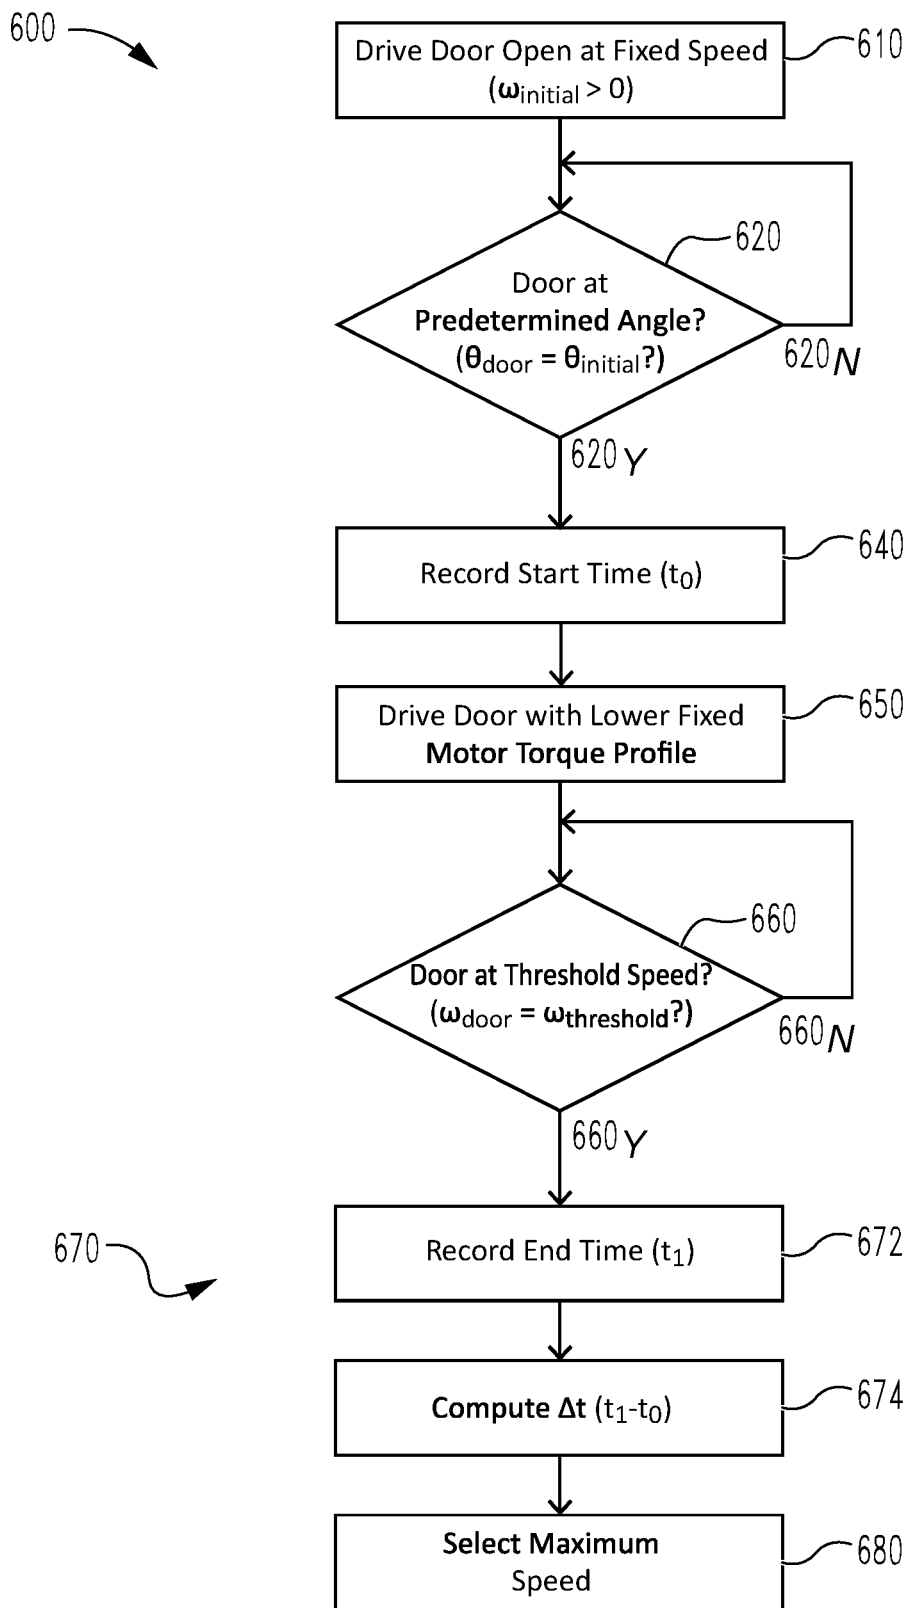 600
Drive Door Open at Fixed Speed
(ωinitial > 0)
610
620
Door at
Predetermined Angle?
(θdoor = θinitial?)
620N
620Y
Record Start Time (t0)
640
Drive Door with Lower Fixed
Motor Torque Profile
650
660
Door at Threshold Speed?
(ωdoor = ωthreshold?)
660N
660Y
670
Record End Time (t1)
672
Compute Δt (t1-t0)
674
Select Maximum
Speed
680